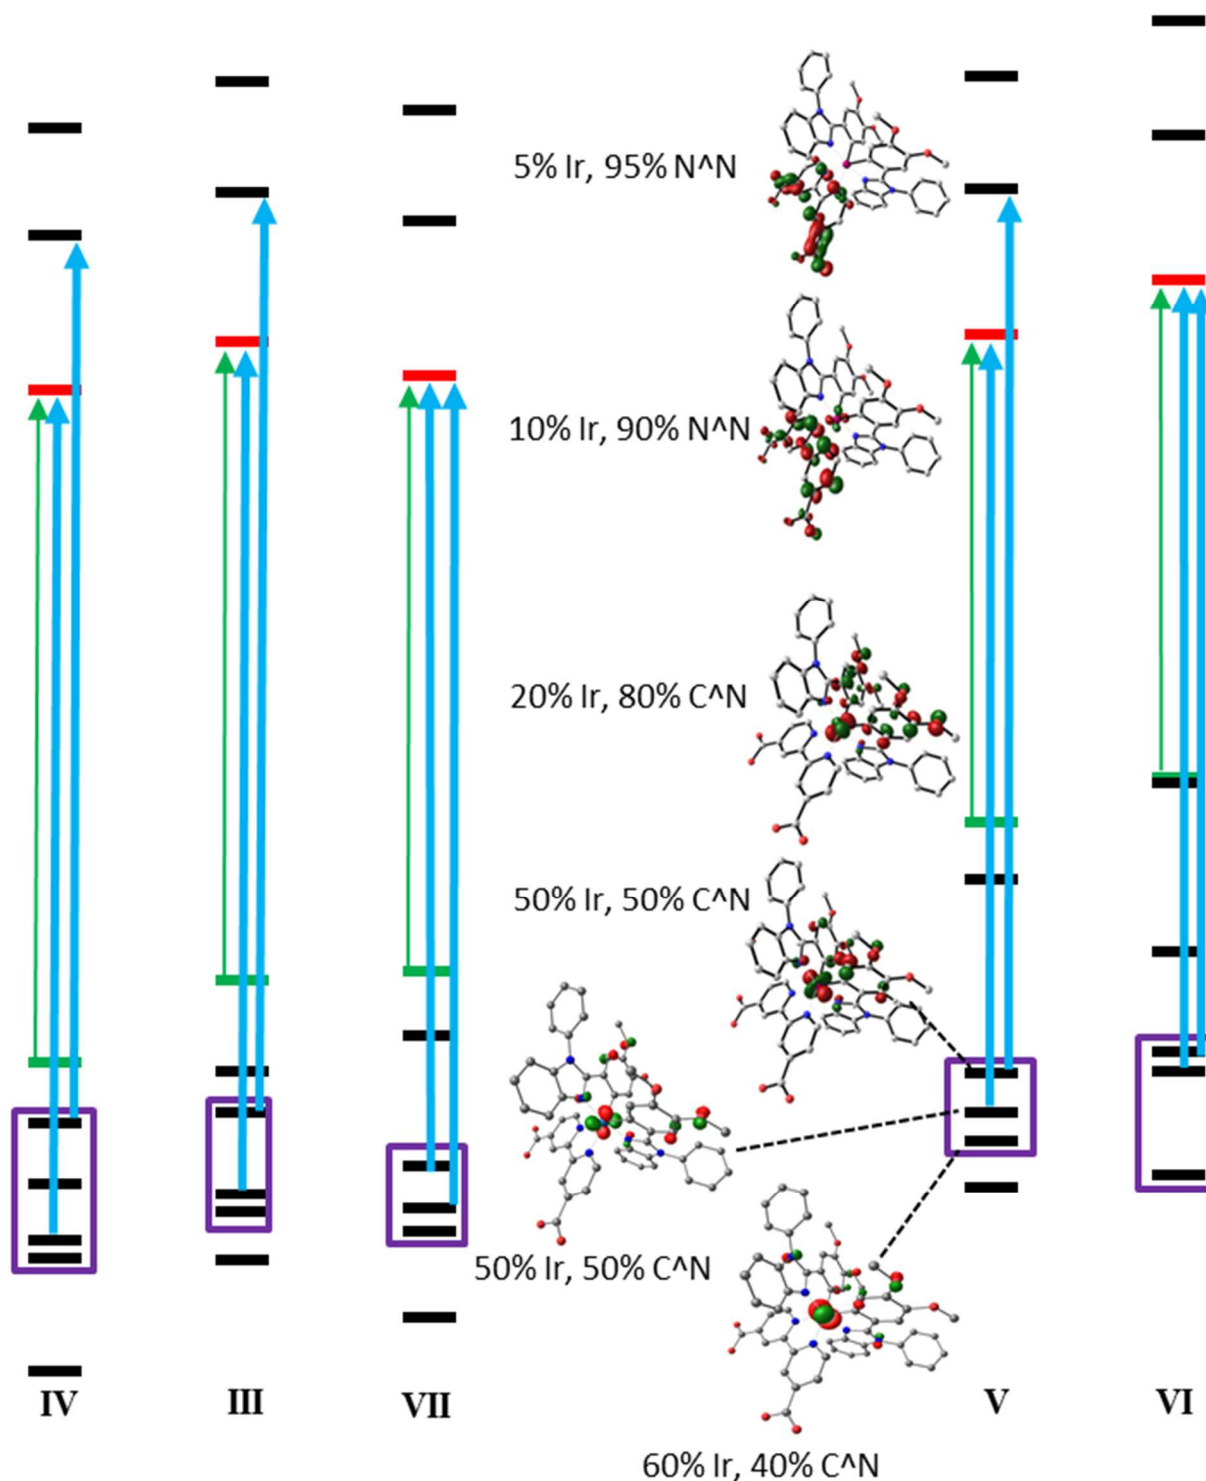 5% Ir, 95% N^N
10% Ir, 90% N^N
20% Ir, 80% C^N
50% Ir, 50% C^N
50% Ir, 50% C^N
60% Ir, 40% C^N
IV
III
VII
V
VI